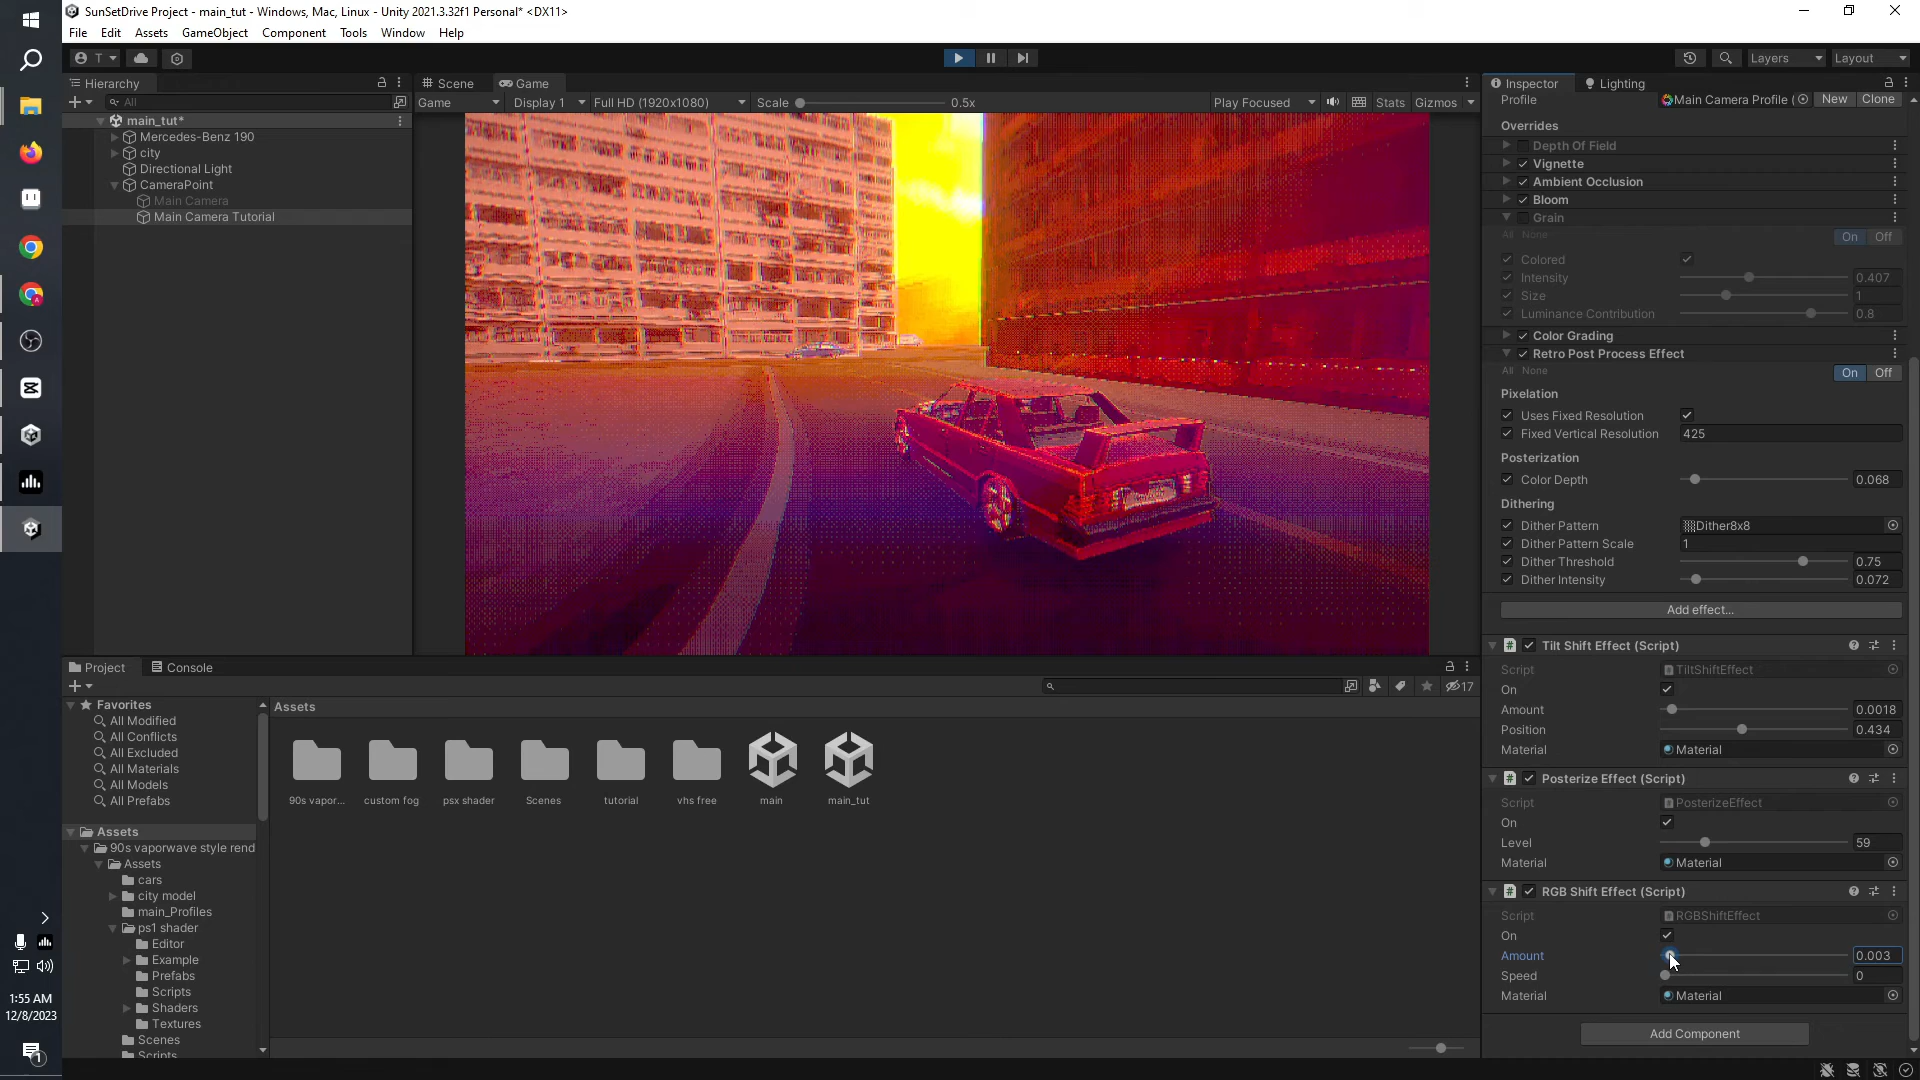 SunSetDrive Project - main_tut - Windows, Mac, Linux - Unity 2021.3.32f1 Personal* <DX11>
File Edit Assets GameObject Component Tools Window Help
T
Layers Layout
Hierarchy
All
main_tut*
Mercedes-Benz 190
city
Directional Light
CameraPoint
Main Camera
Main Camera Tutorial
Scene Game
Game Display 1 Full HD (1920x1080) Scale 0.5x Play Focused Stats Gizmos
Inspector Lighting
Profile Main Camera Profile ( New Clone
Overrides
Depth Of Field
Vignette
Ambient Occlusion
Bloom
Grain
All None On Off
Colored
Intensity 0.407
Size 1
Luminance Contribution 0.8
Color Grading
Retro Post Process Effect
All None On Off
Pixelation
Uses Fixed Resolution
Fixed Vertical Resolution 425
Posterization
Color Depth 0.068
Dithering
Dither Pattern Dither8x8
Dither Pattern Scale 1
Dither Threshold 0.75
Dither Intensity 0.072
Add effect...
Tilt Shift Effect (Script)
Script TiltShiftEffect
On
Amount 0.0018
Position 0.434
Material Material
Posterize Effect (Script)
Script PosterizeEffect
On
Level 59
Material Material
RGB Shift Effect (Script)
Script RGBShiftEffect
On
Amount 0.003
Speed 0
Material Material
Add Component
Project Console
17
Favorites
All Modified
All Conflicts
All Excluded
All Materials
All Models
All Prefabs
Assets
90s vaporwave style rend
Assets
cars
city model
main_Profiles
ps1 shader
Editor
Example
Prefabs
Scripts
Shaders
Textures
Scenes
Scripts
Assets
90s vapor... custom fog psx shader Scenes tutorial vhs free main main_tut
1:55 AM
12/8/2023
1